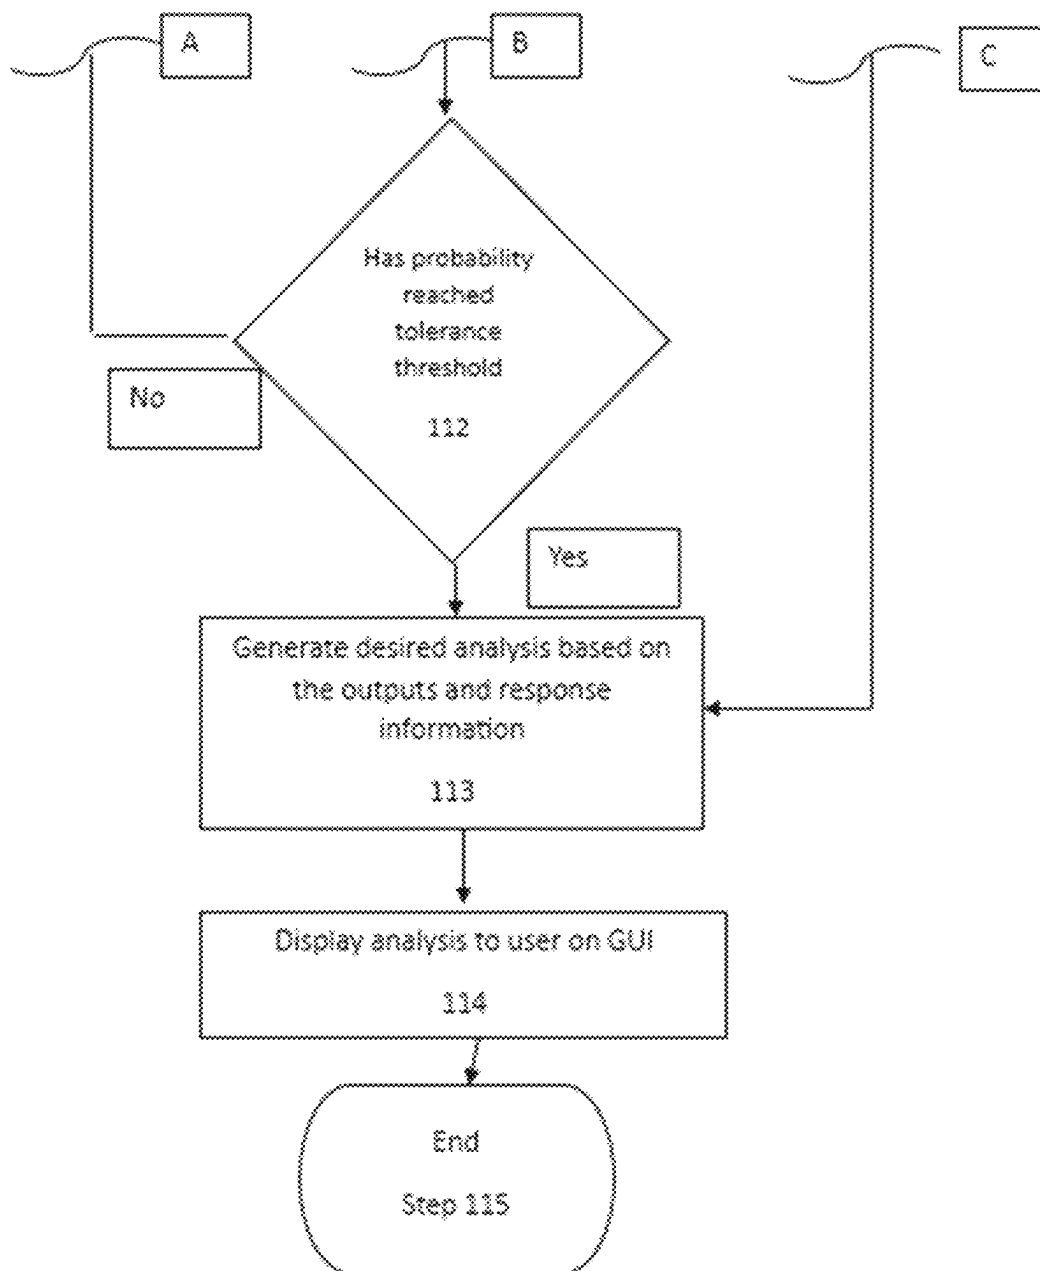 A
B
C
Has probability
reached
tolerance
threshold
112
No
Yes
Generate desired analysis based on
the outputs and response
information
113
Display analysis to user on GUI
114
End
Step 115